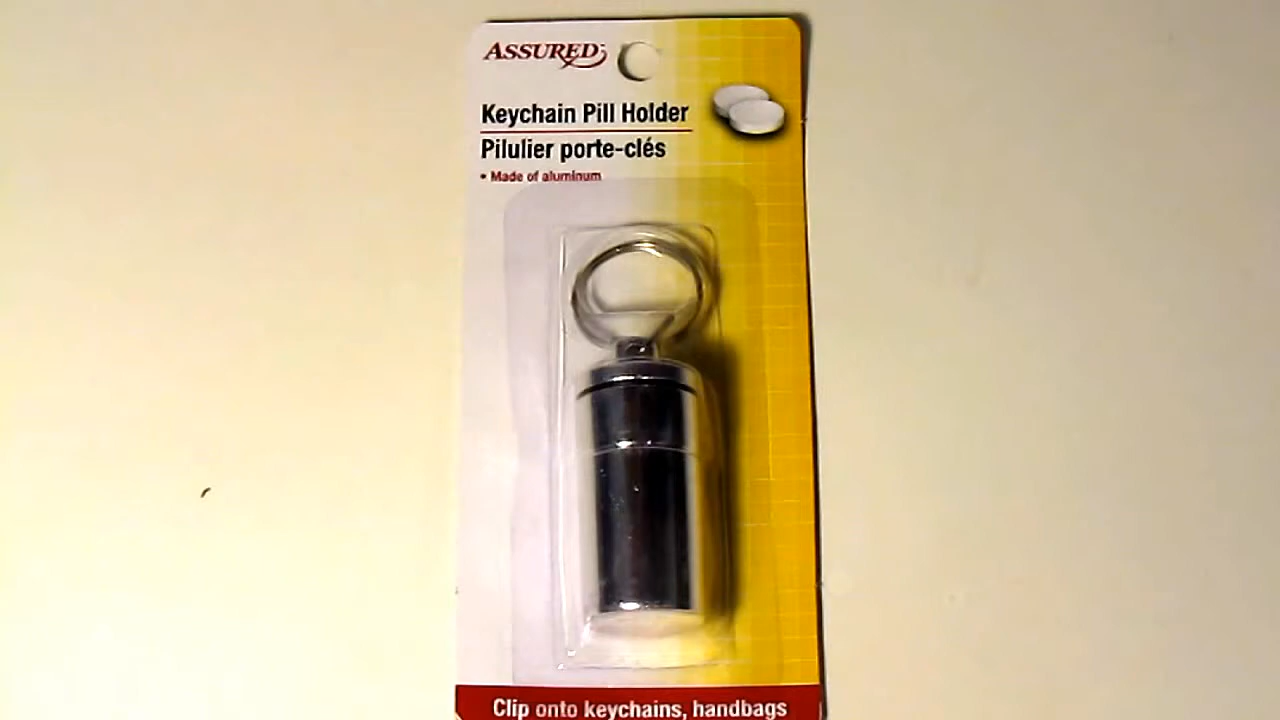 ASSURED
Keychain Pill Holder
Pilulier porte-clés
• Made of aluminum
Clip onto keychains, handbags